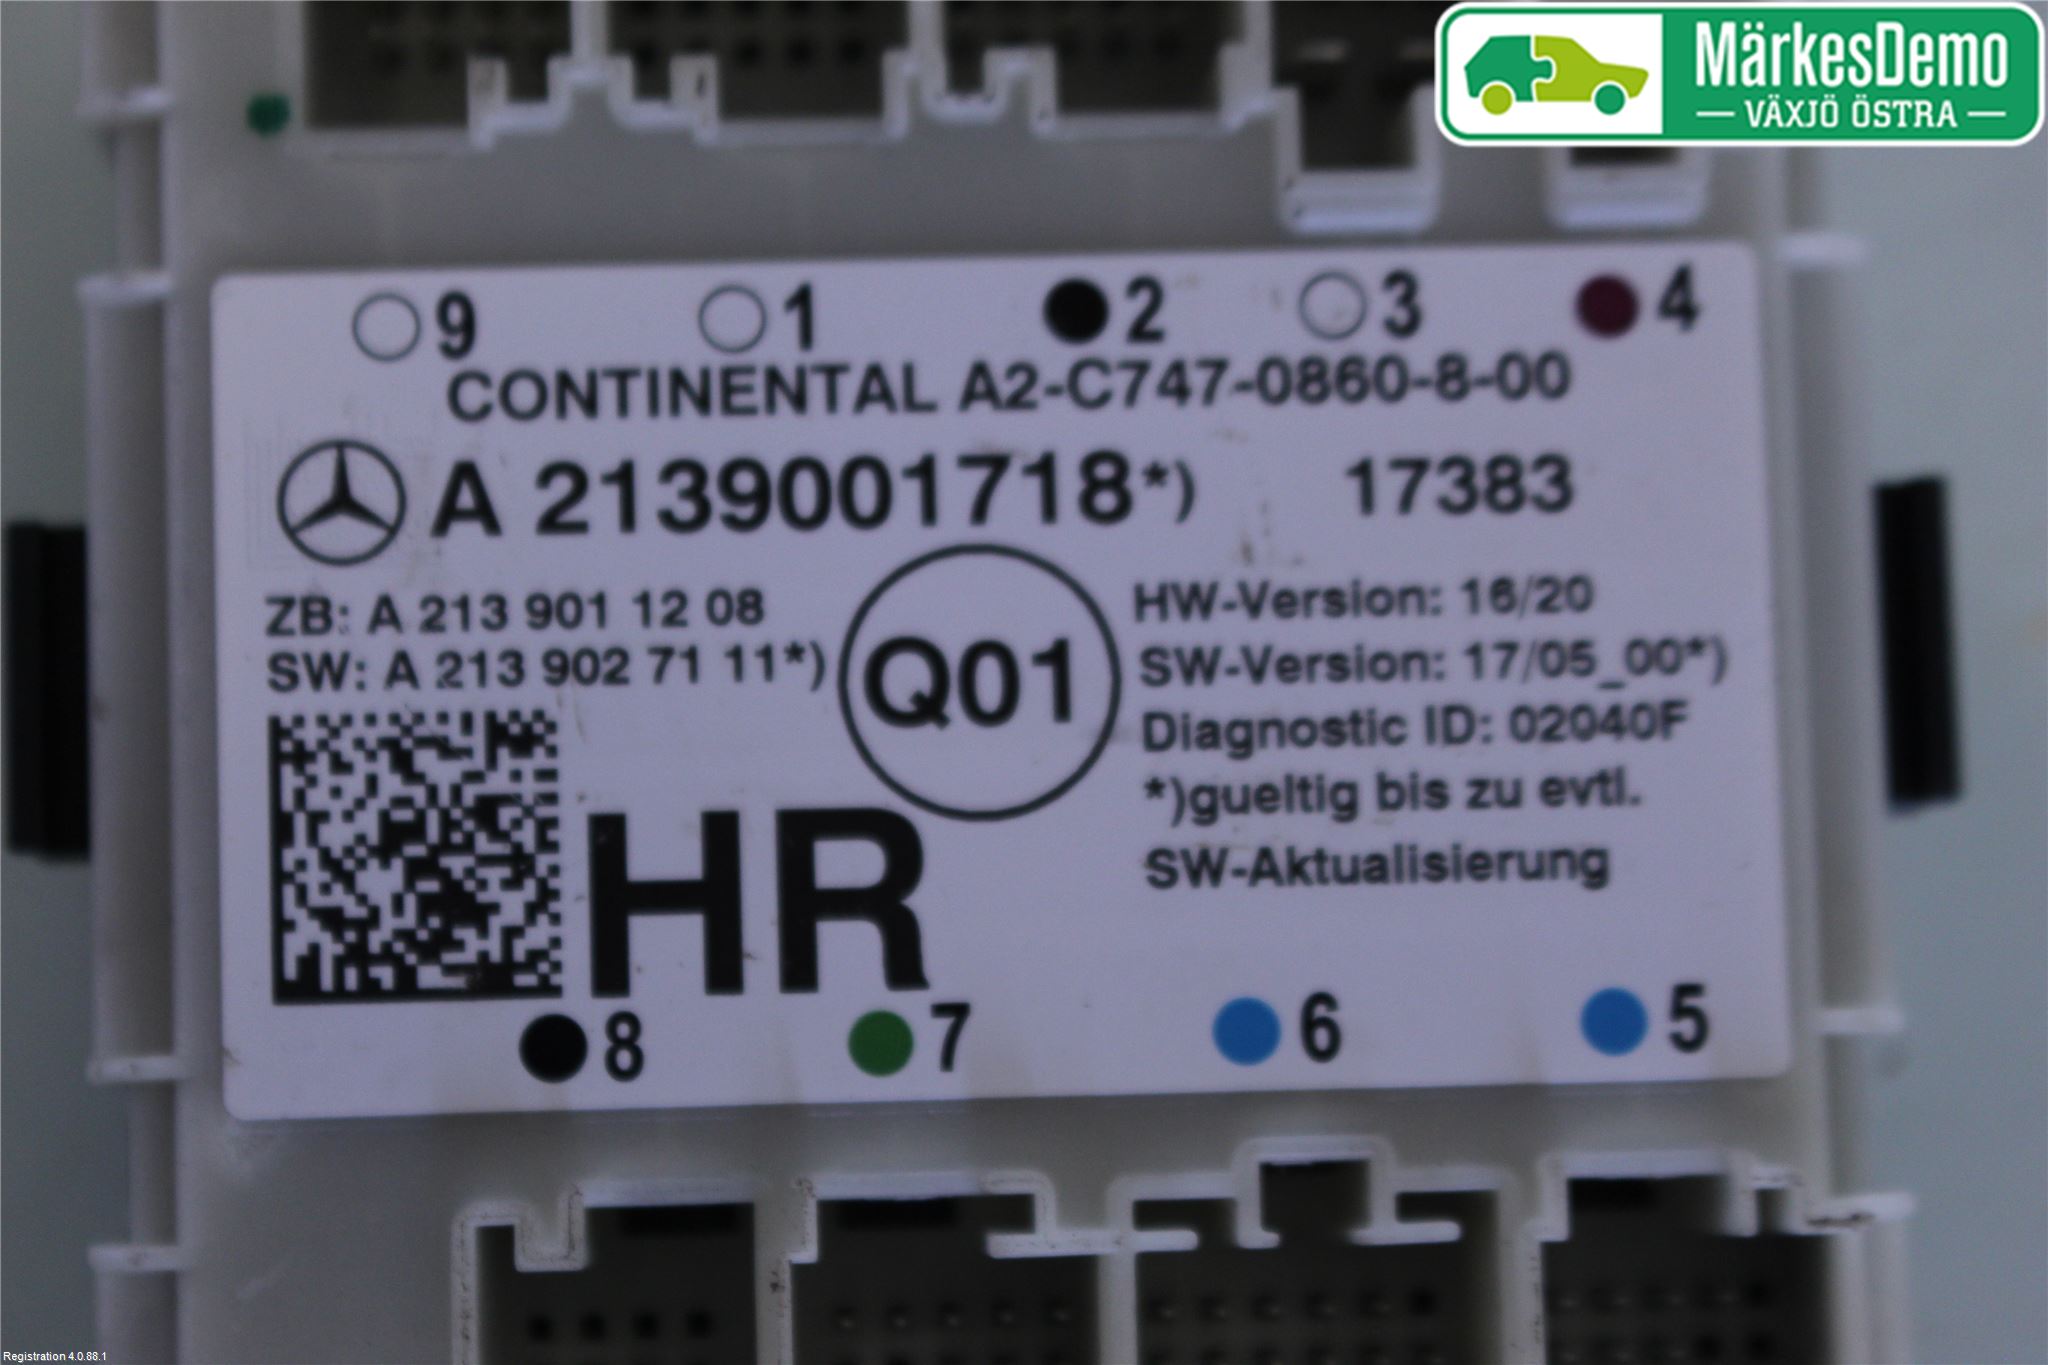 MärkesDemo
VÄXJÖ ÖSTRA
9 1 2 3 4
CONTINENTAL A2-C747-0860-8-00
A 2139001718*) 17383
ZB: A 213 901 12 08
SW: A 213 902 71 11*)
Q01
HW-Version: 16/20
SW-Version: 17/05_00*)
Diagnostic ID: 02040F
*)gueltig bis zu evtl.
SW-Aktualisierung
HR
8 7 6 5
Registration 4.0.88.1